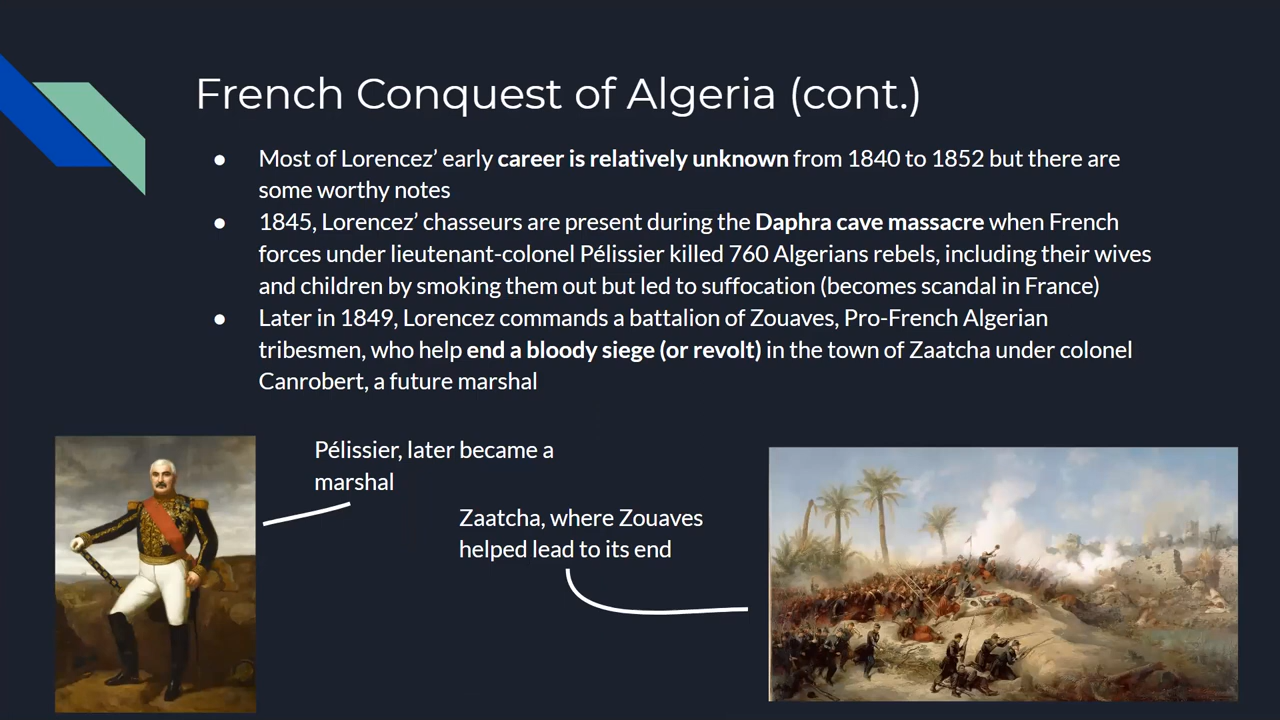 French Conquest of Algeria (cont.)
● Most of Lorencez’ early career is relatively unknown from 1840 to 1852 but there are
some worthy notes
● 1845, Lorencez’ chasseurs are present during the Daphra cave massacre when French
forces under lieutenant-colonel Pélissier killed 760 Algerians rebels, including their wives
and children by smoking them out but led to suffocation (becomes scandal in France)
● Later in 1849, Lorencez commands a battalion of Zouaves, Pro-French Algerian
tribesmen, who help end a bloody siege (or revolt) in the town of Zaatcha under colonel
Canrobert, a future marshal
Pélissier, later became a
marshal
Zaatcha, where Zouaves
helped lead to its end